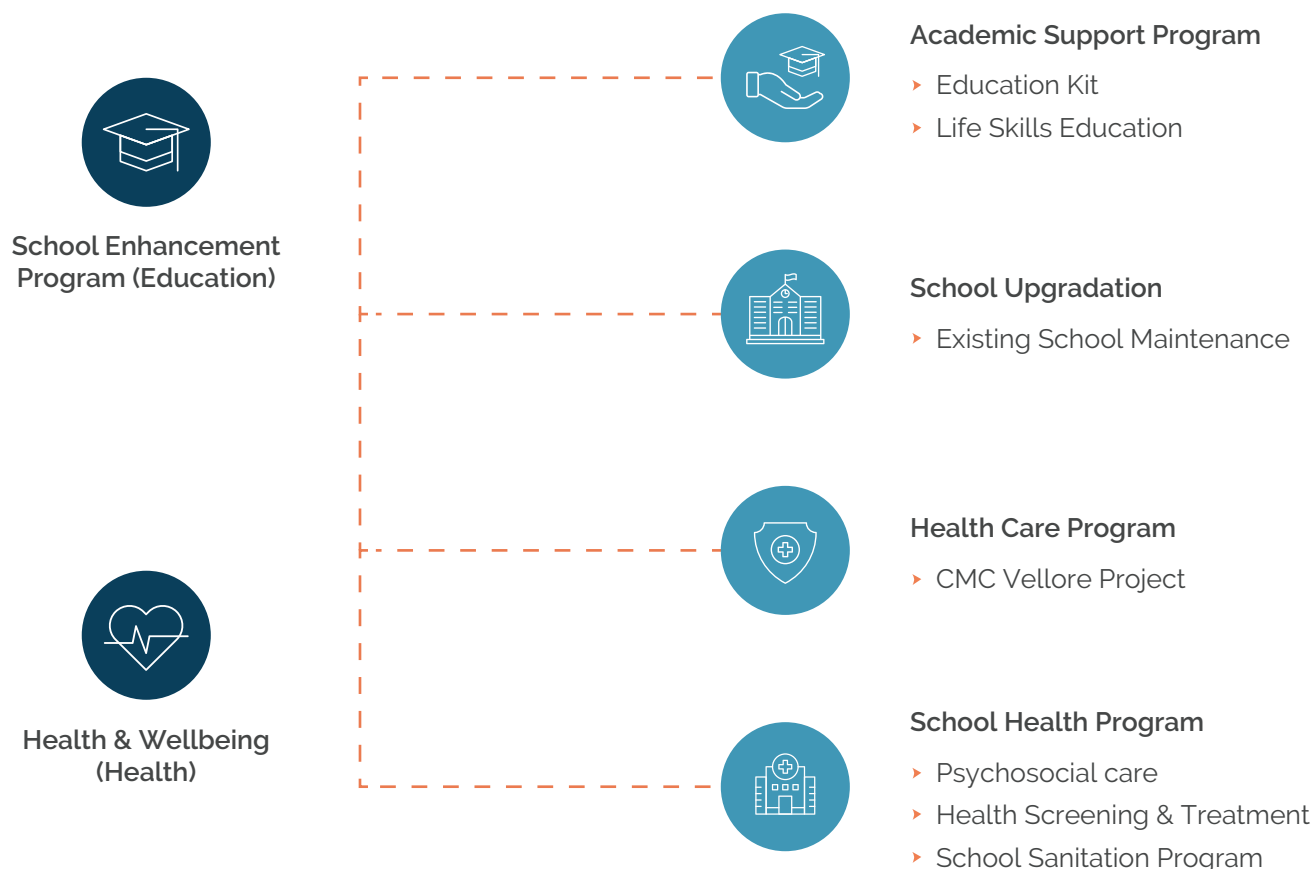 School Enhancement
Program (Education)
Health & Wellbeing
(Health)
Academic Support Program
Education Kit
Life Skills Education
School Upgradation
Existing School Maintenance
Health Care Program
CMC Vellore Project
School Health Program
Psychosocial care
Health Screening & Treatment
School Sanitation Program